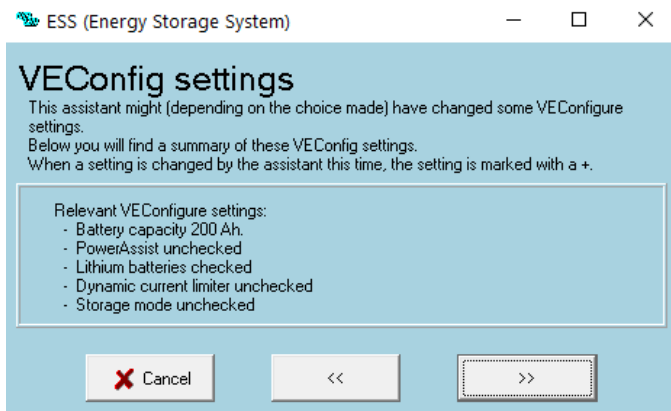 ESS (Energy Storage System)
VEConfig settings
This assistant might (depending on the choice made) have changed some VEConfigure
settings.
Below you will find a summary of these VEConfig settings.
When a setting is changed by the assistant this time, the setting is marked with a +.
Relevant VEConfigure settings:
- Battery capacity 200 Ah.
- PowerAssist unchecked
- Lithium batteries checked
- Dynamic current limiter unchecked
- Storage mode unchecked
Cancel
<<
>>